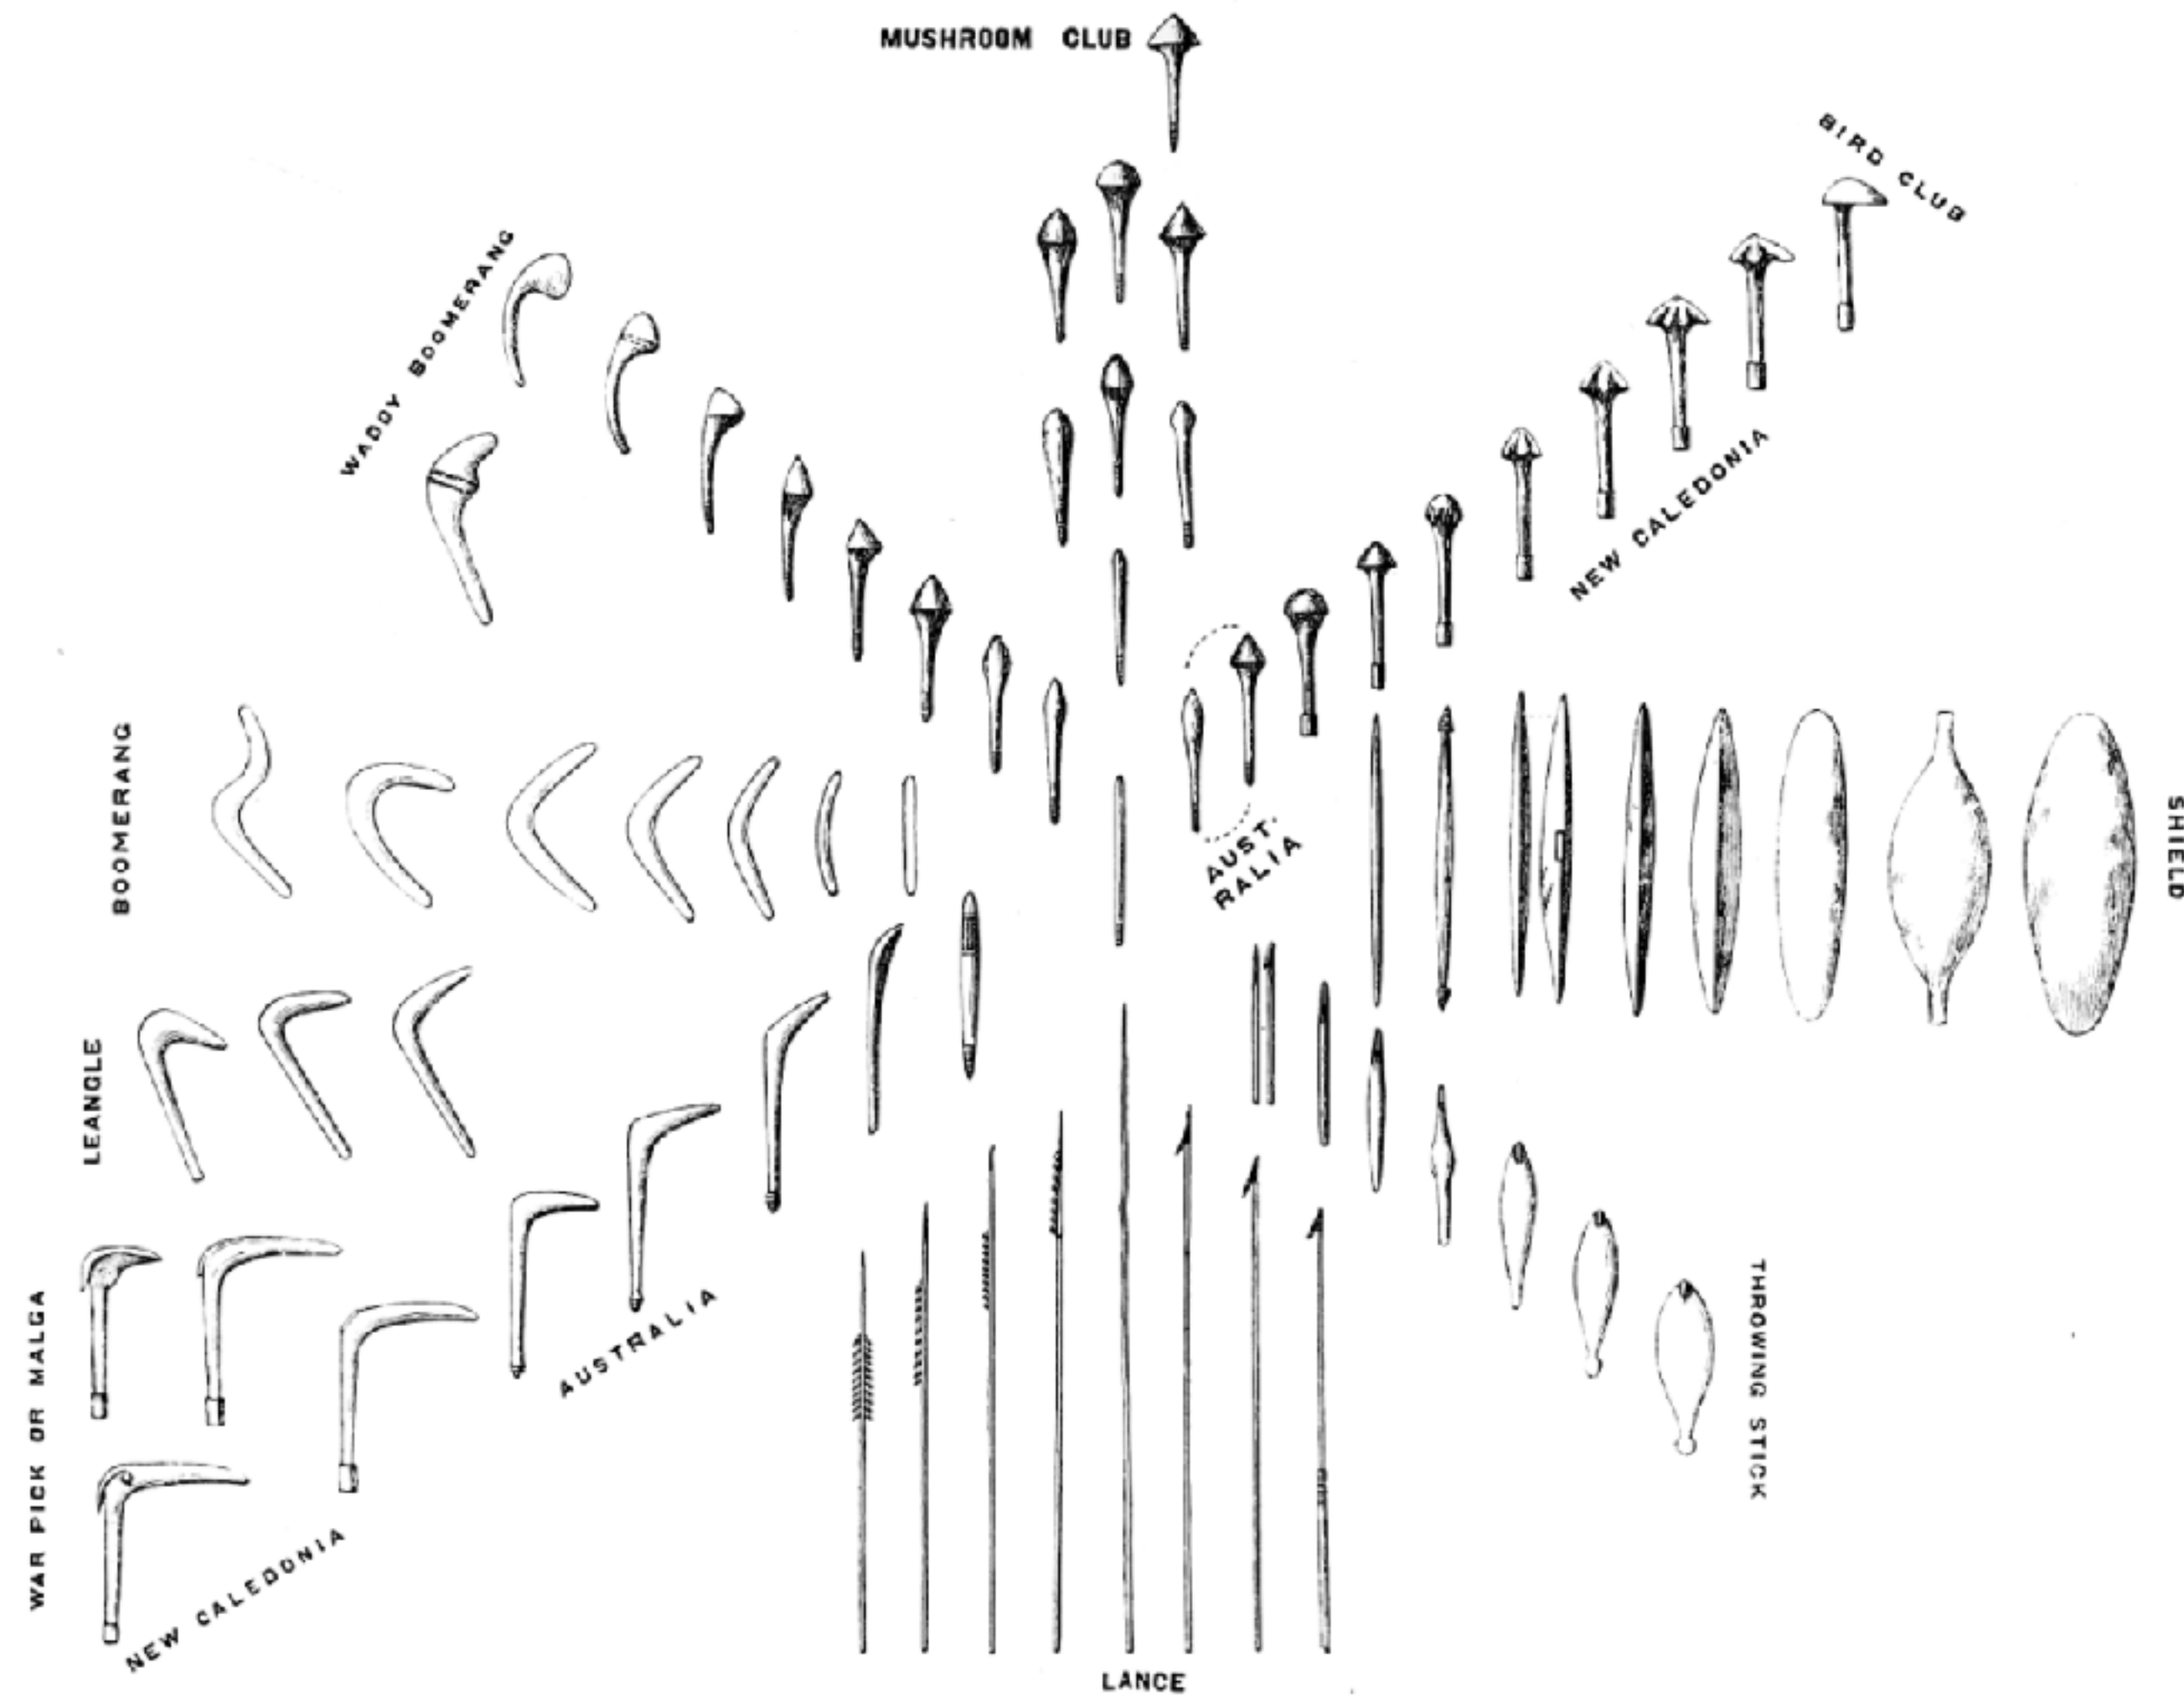 MUSHROOM CLUB
BIRD CLUB
WADDY BOOMERANG
NEW CALEDONIA
BOOMERANG
AUST.
RALIA
SHIELD
LEANGLE
AUSTRALIA
THROWING STICK
WAR PICK OR MALGA
NEW CALEDONIA
LANCE